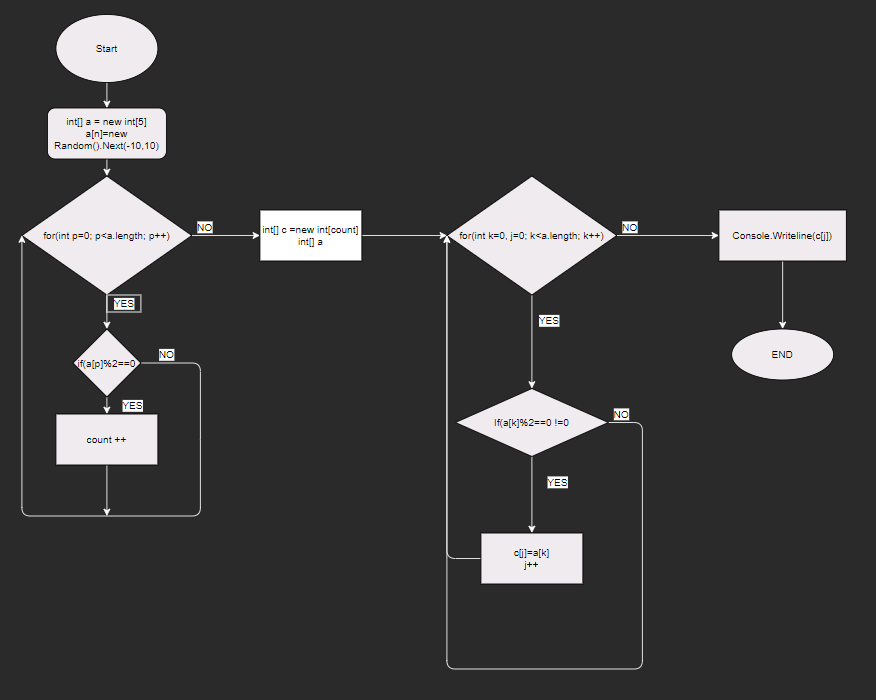 Start
int[] a = new int[5]
a[n]=new
Random().Next(-10,10)
for(int p=0; p<a.length; p++)
NO
int[] c =new int[count]
int[] a
for(int k=0, j=0; k<a.length; k++)
NO
Console.Writeline(c[j])
YES
YES
END
if(a[p]%2==0
NO
YES
count ++
If(a[k]%2==0 !=0
NO
YES
c[j]=a[k]
j++